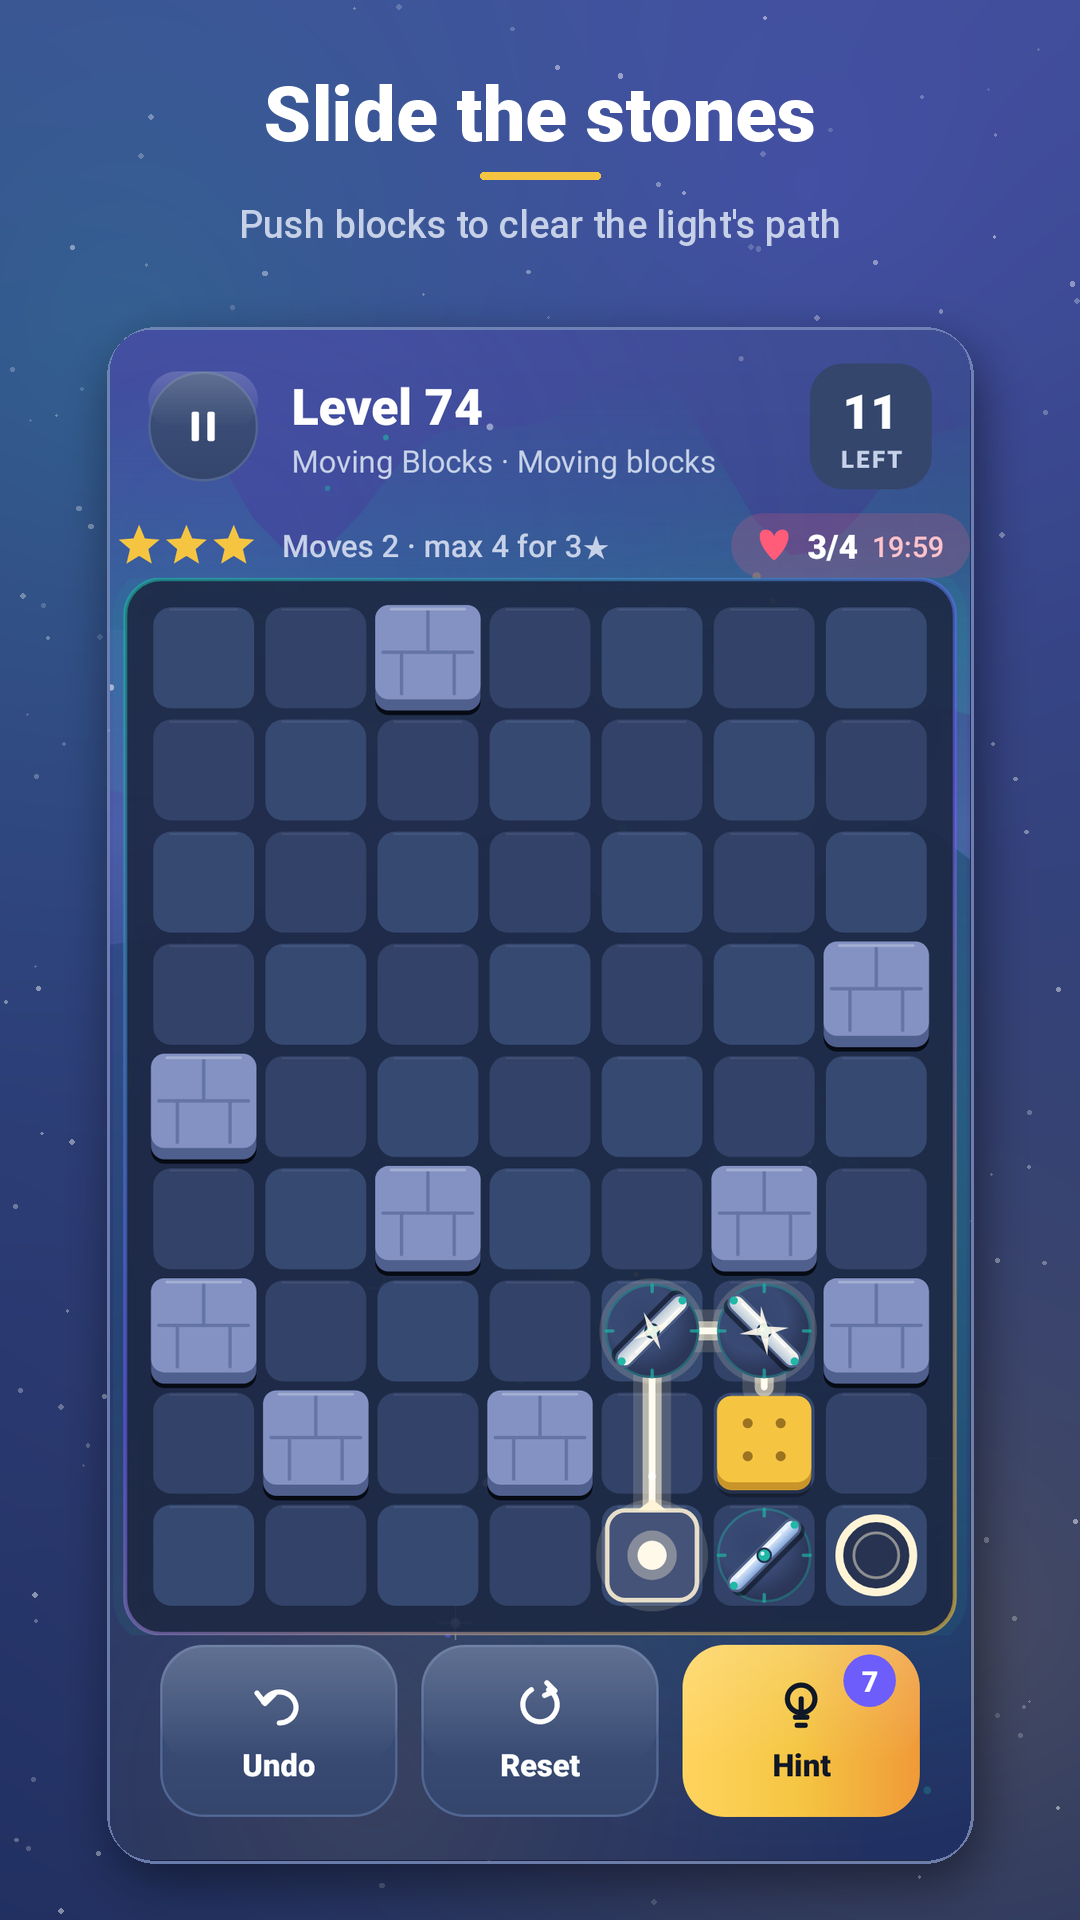 Slide the stones
Push blocks to clear the light's path
Level 74
Moving Blocks · Moving blocks
11
LEFT
Moves 2 · max 4 for 3★
3/4 19:59
7
Undo
Reset
Hint